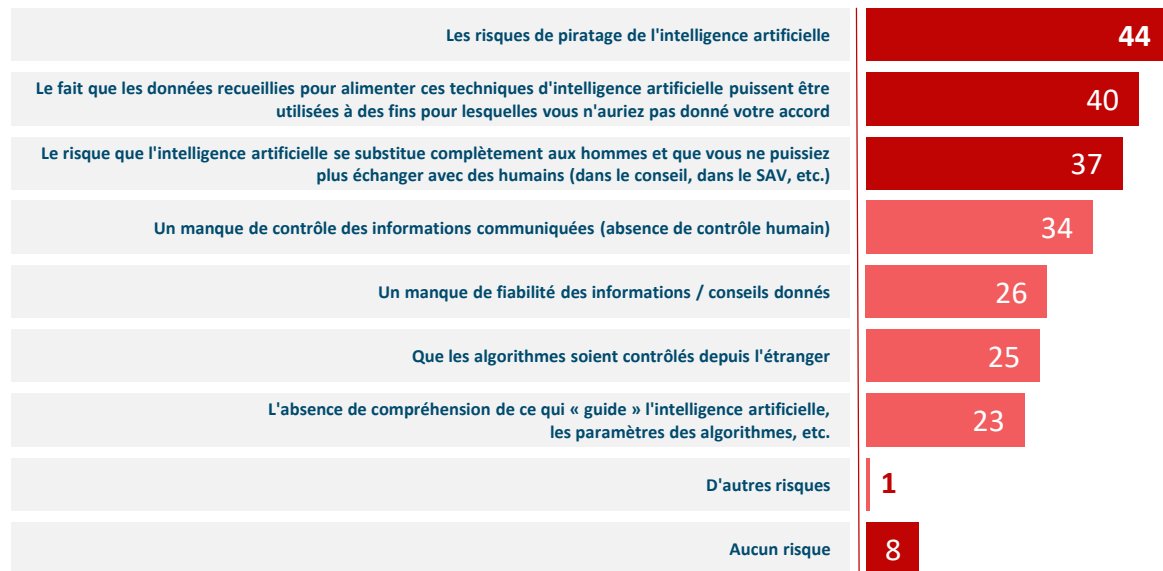 Les risques de piratage de l'intelligence artificielle
44
Le fait que les données recueillies pour alimenter ces techniques d'intelligence artificielle puissent être
utilisées à des fins pour lesquelles vous n'auriez pas donné votre accord
40
Le risque que l'intelligence artificielle se substitue complètement aux hommes et que vous ne puissiez
plus échanger avec des humains (dans le conseil, dans le SAV, etc.)
37
Un manque de contrôle des informations communiquées (absence de contrôle humain)
34
Un manque de fiabilité des informations / conseils donnés
26
Que les algorithmes soient contrôlés depuis l'étranger
25
L'absence de compréhension de ce qui « guide » l'intelligence artificielle,
les paramètres des algorithmes, etc.
23
D'autres risques
1
Aucun risque
8